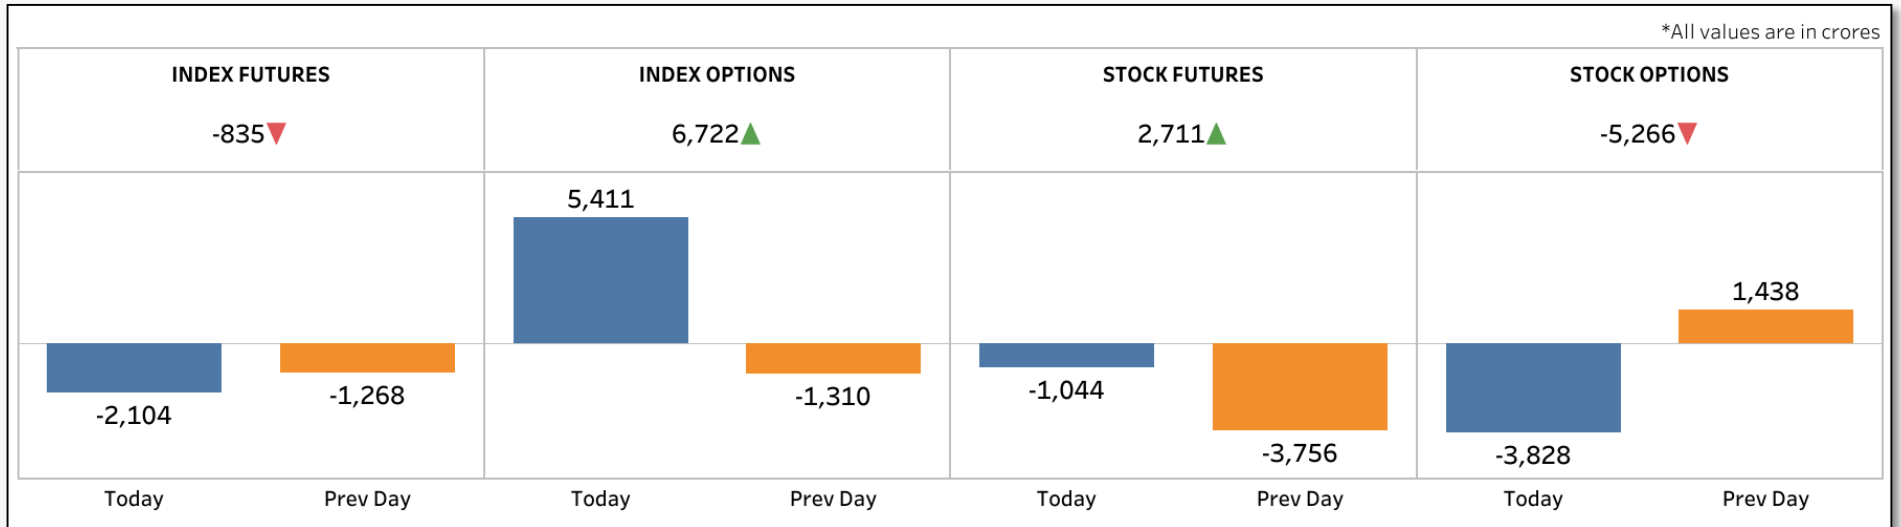 *All values are in crores
INDEX FUTURES INDEX OPTIONS STOCK FUTURES STOCK OPTIONS
-835▼ 6,722▲ 2,711▲ -5,266▼
5,411
1,438
-2,104 -1,268 -1,310 -1,044 -3,756 -3,828
Today Prev Day Today Prev Day Today Prev Day Today Prev Day